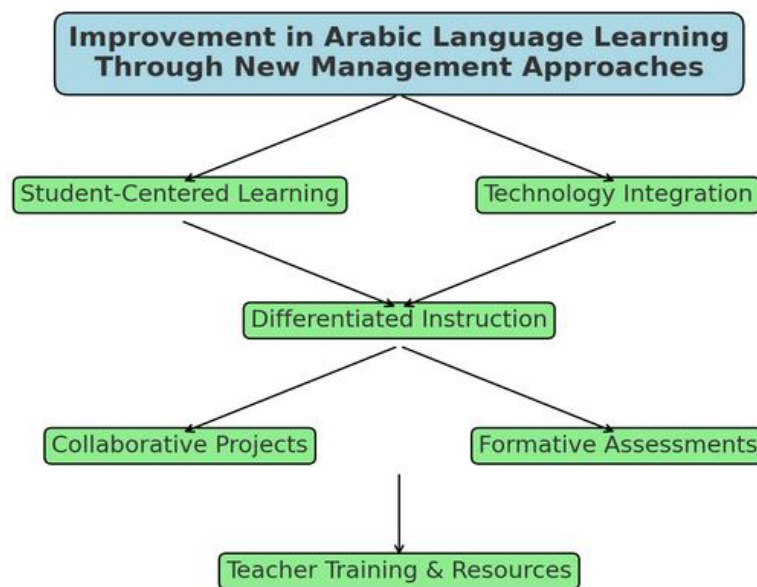 Improvement in Arabic Language Learning
Through New Management Approaches
Student-Centered Learning
Technology Integration
Differentiated Instruction
Collaborative Projects
Formative Assessments
Teacher Training & Resources